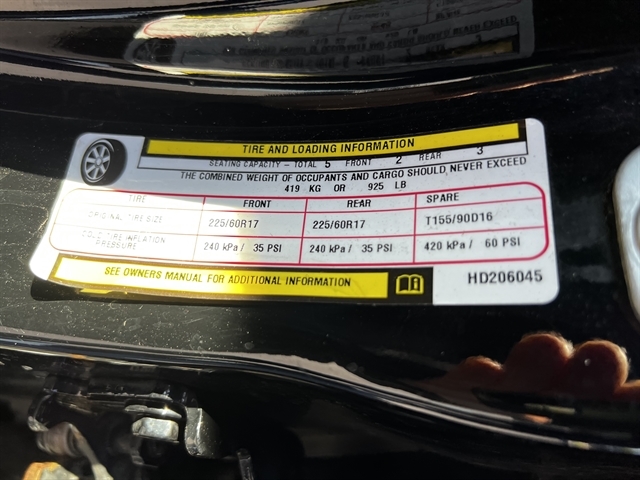 TIRE AND LOADING INFORMATION
SEATING CAPACITY - TOTAL 5 FRONT 2 REAR 3
THE COMBINED WEIGHT OF OCCUPANTS AND CARGO SHOULD NEVER EXCEED
419 KG OR 925 LB
TIRE FRONT REAR SPARE
ORIGINAL TIRE SIZE 225/60R17 225/60R17 T155/90D16
COLD TIRE INFLATION PRESSURE 240 kPa / 35 PSI 240 kPa / 35 PSI 420 kPa / 60 PSI
SEE OWNERS MANUAL FOR ADDITIONAL INFORMATION
HD206045